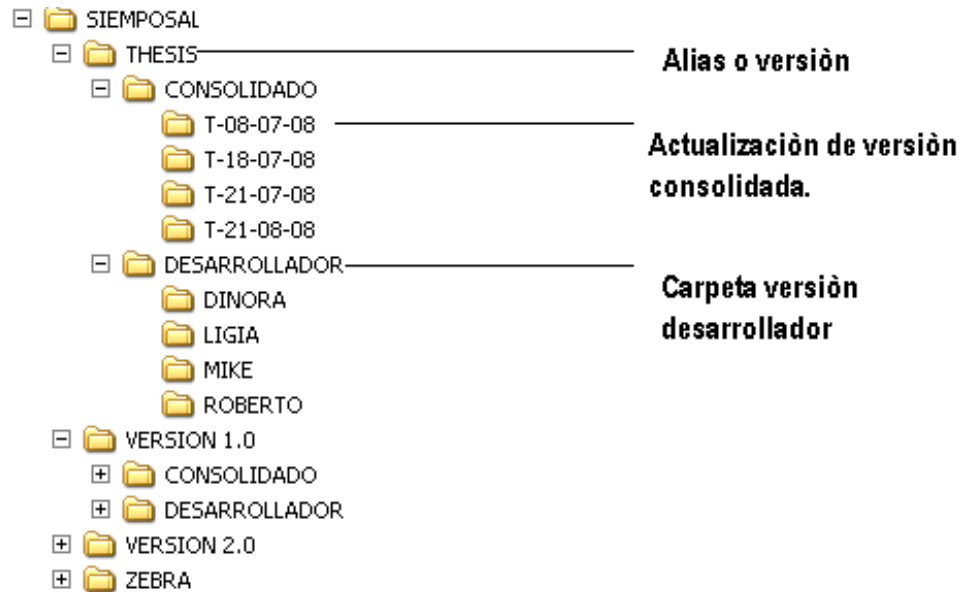 SIEMPOSAL
THESIS
Alias o versiòn
CONSOLIDADO
T-08-07-08
Actualizaciòn de versiòn
consolidada.
T-18-07-08
T-21-07-08
T-21-08-08
DESARROLLADOR
Carpeta versiòn
desarrollador
DINORA
LIGIA
MIKE
ROBERTO
VERSION 1.0
CONSOLIDADO
DESARROLLADOR
VERSION 2.0
ZEBRA